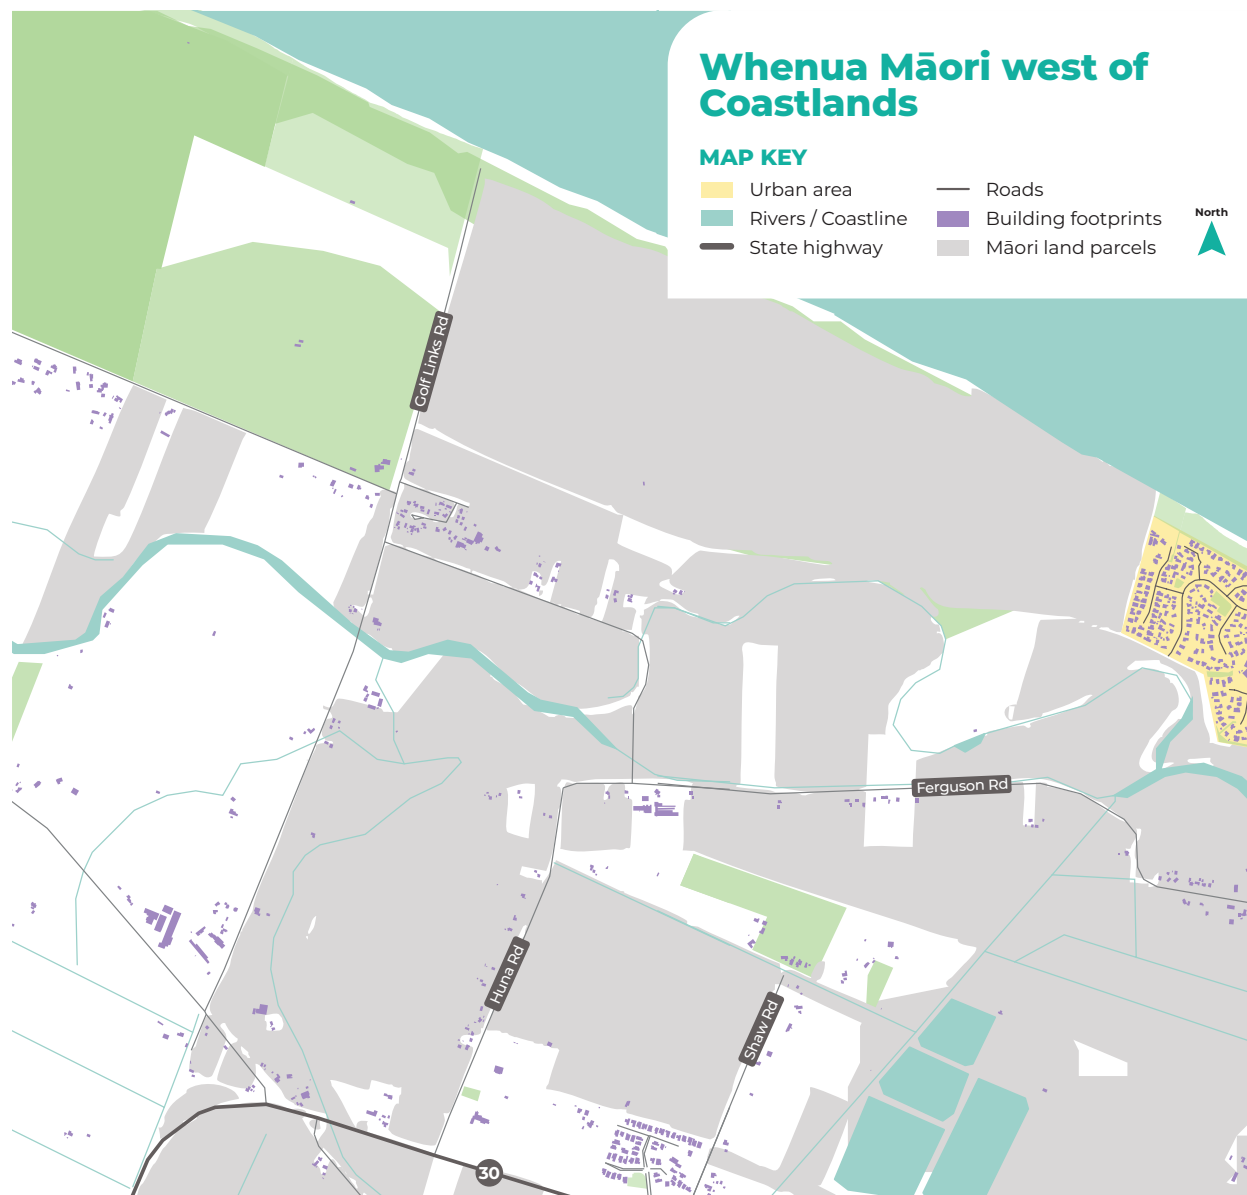 Whenua Māori west of
Coastlands
MAP KEY
Urban area
Rivers / Coastline
State highway
Roads
Building footprints
Māori land parcels
North
Golf Links Rd
Ferguson Rd
Huna Rd
Shaw Rd
30